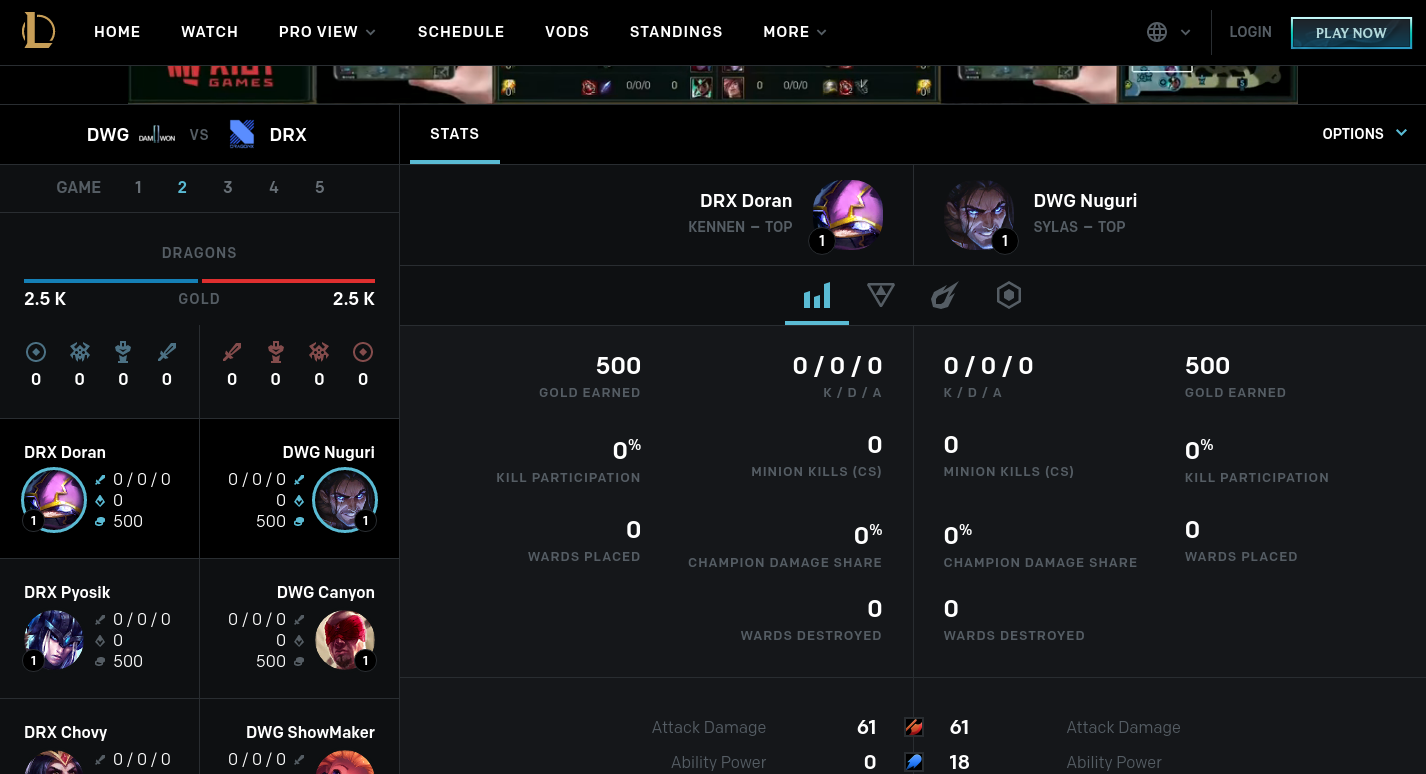 HOME WATCH PRO VIEW SCHEDULE VODS STANDINGS MORE LOGIN PLAY NOW
RIOT
GAMES
0/0/0 0 0 0/0/0
DWG DAMWON VS DRX STATS OPTIONS
GAME 1 2 3 4 5
DRX Doran DWG Nuguri
KENNEN – TOP SYLAS – TOP
1 1
DRAGONS
2.5 K GOLD 2.5 K
0 0 0 0 0 0 0 0
500 0 / 0 / 0 0 / 0 / 0 500
GOLD EARNED K / D / A K / D / A GOLD EARNED
0% 0 0 0%
KILL PARTICIPATION MINION KILLS (CS) MINION KILLS (CS) KILL PARTICIPATION
0 0% 0% 0
WARDS PLACED CHAMPION DAMAGE SHARE CHAMPION DAMAGE SHARE WARDS PLACED
0 0
WARDS DESTROYED WARDS DESTROYED
DRX Doran DWG Nuguri
0 / 0 / 0 0 / 0 / 0
0 0
1 500 500 1
DRX Pyosik DWG Canyon
0 / 0 / 0 0 / 0 / 0
0 0
1 500 500 1
DRX Chovy DWG ShowMaker
0 / 0 / 0 0 / 0 / 0
Attack Damage 61 61 Attack Damage
Ability Power 0 18 Ability Power